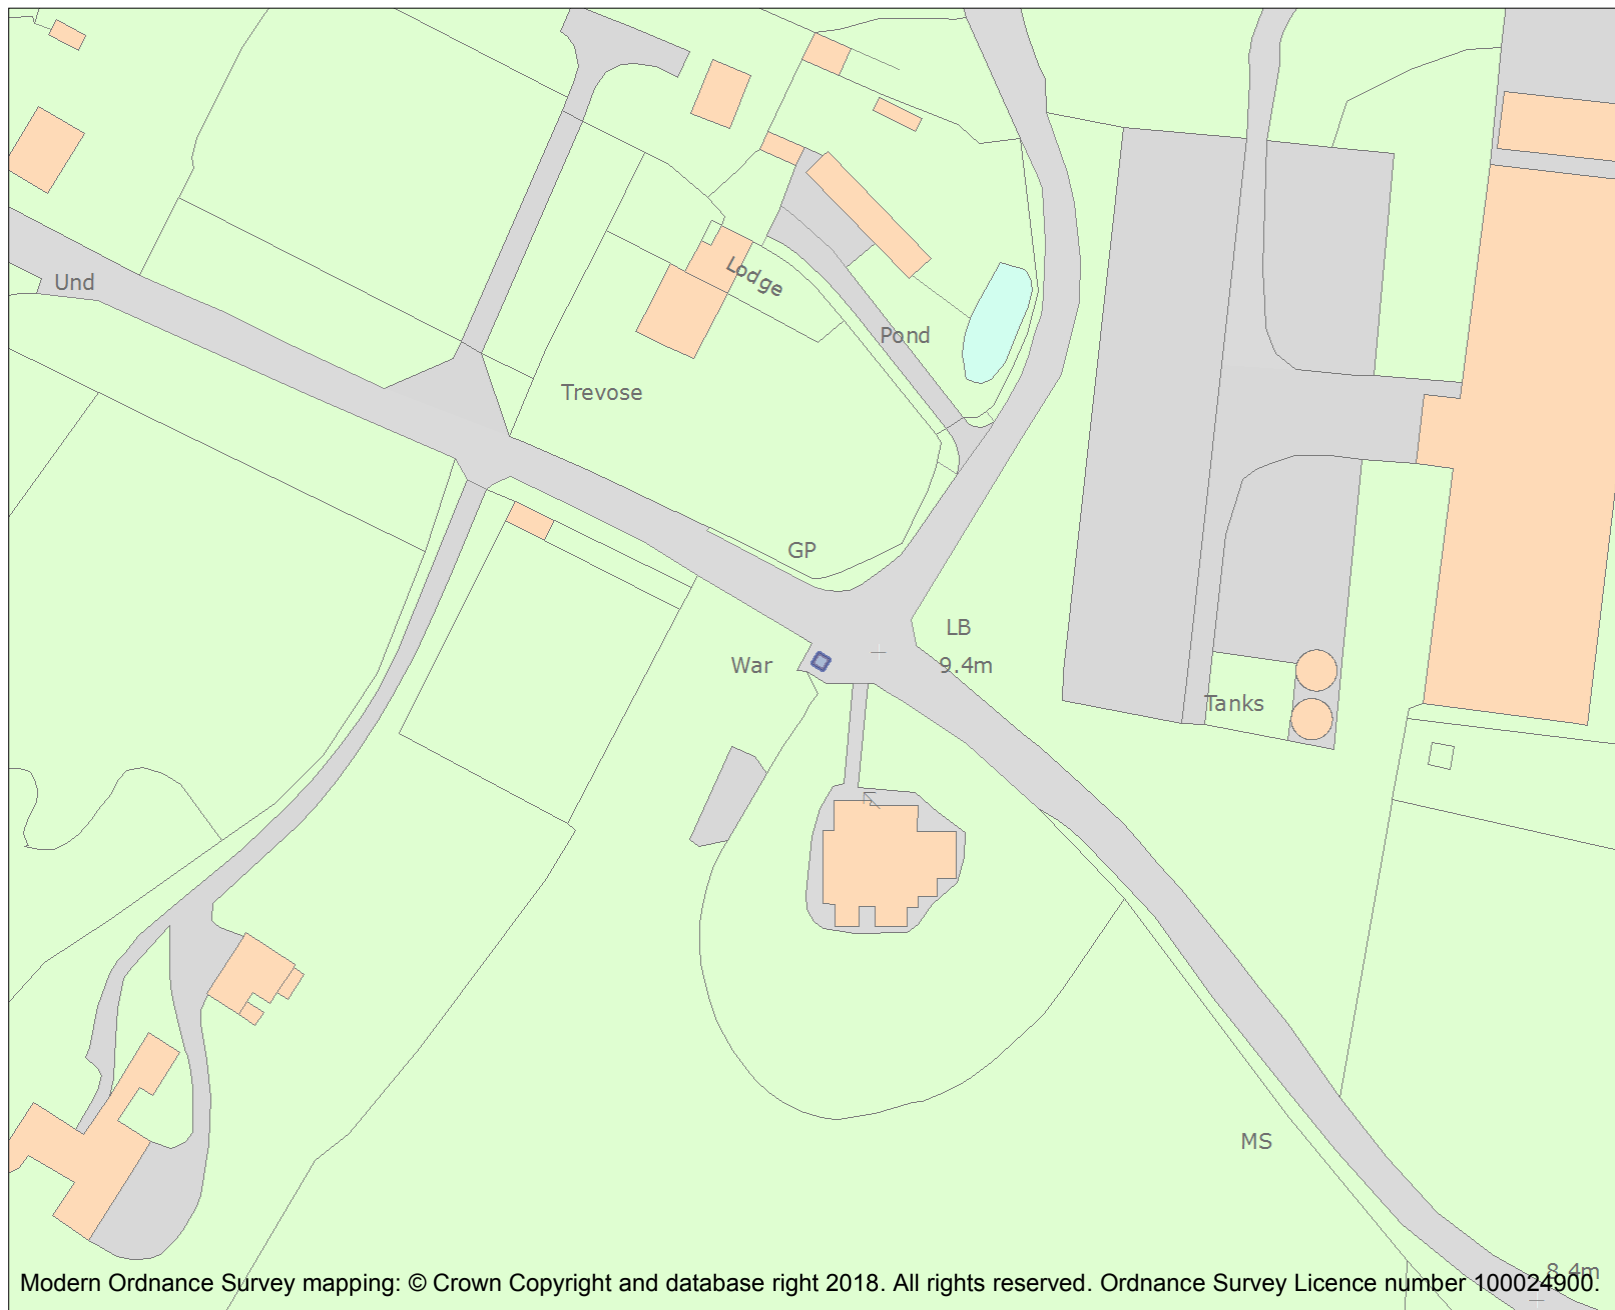 Und
Lodge
Pond
Trevose
GP
LB
War
9.4m
Tanks
MS
8.4m
Modern Ordnance Survey mapping: © Crown Copyright and database right 2018. All rights reserved. Ordnance Survey Licence number 100024900.